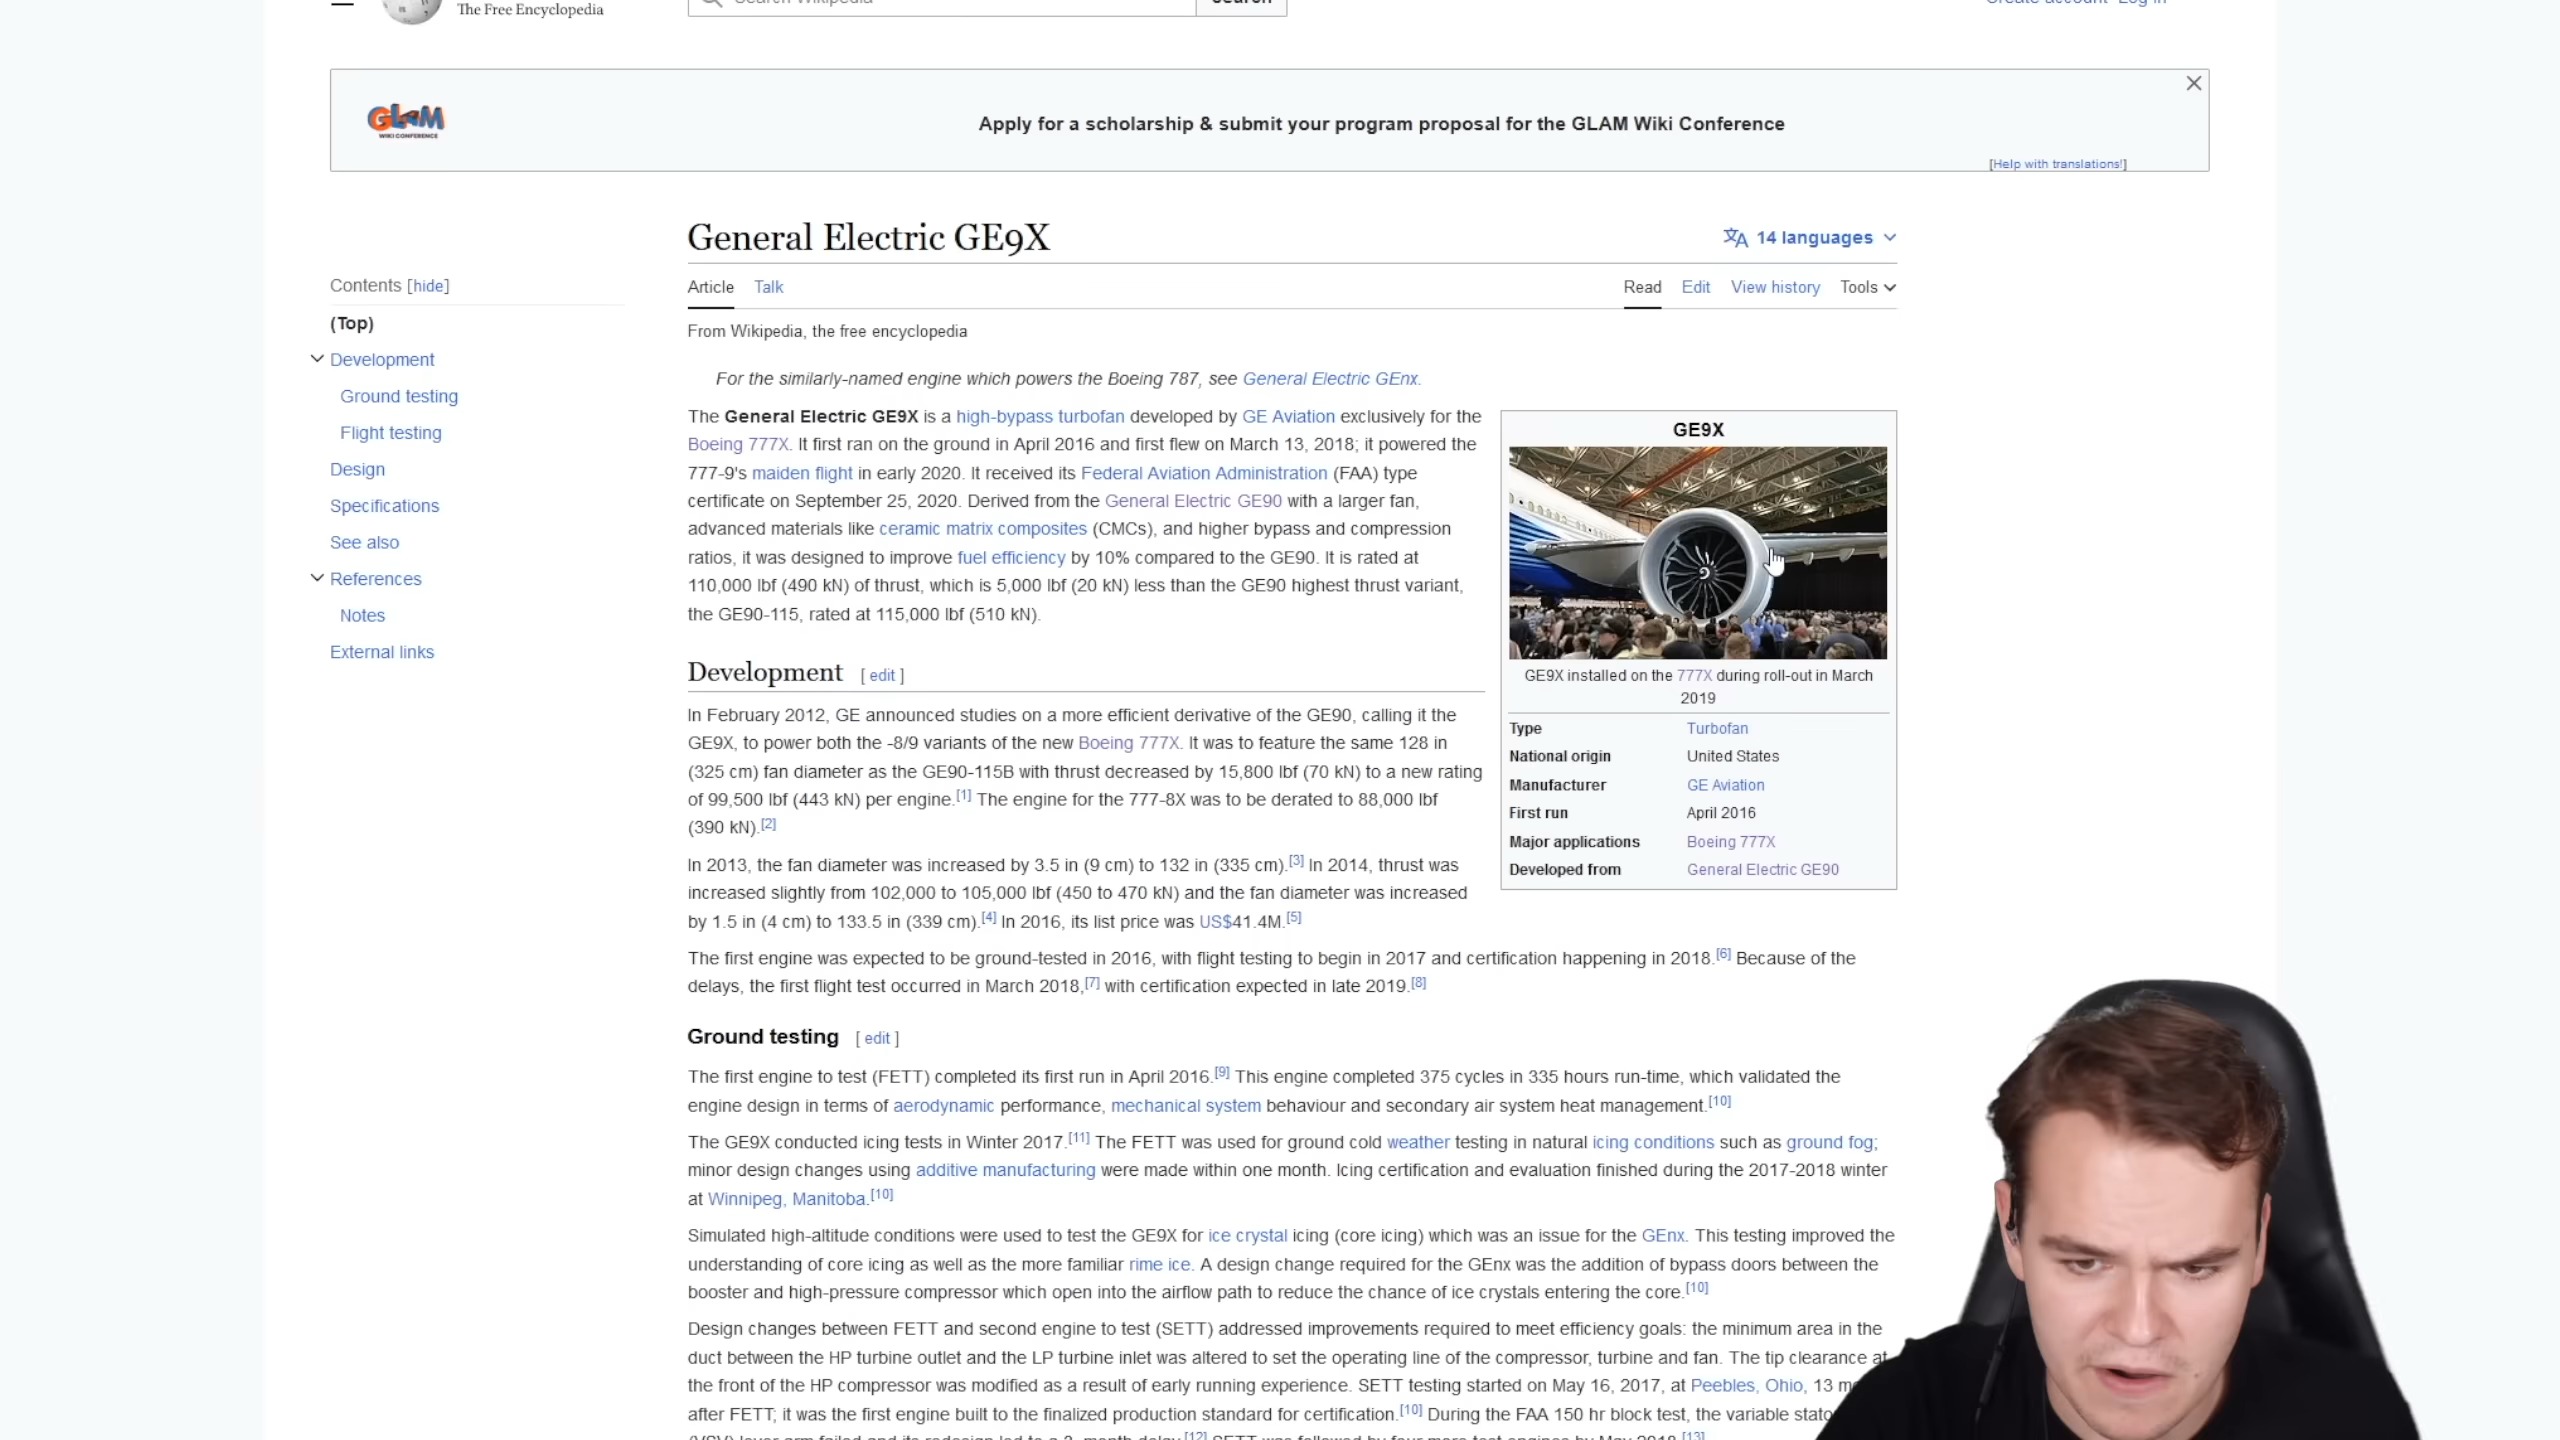 The Free Encyclopedia
Search Wikipedia
Search
Create account Log in
GLAM
WIKI CONFERENCE
Apply for a scholarship & submit your program proposal for the GLAM Wiki Conference
[Help with translations!]
General Electric GE9X
14 languages
Contents [hide]
(Top)
Development
Ground testing
Flight testing
Design
Specifications
See also
References
Notes
External links
Article Talk
Read Edit View history Tools
From Wikipedia, the free encyclopedia
For the similarly-named engine which powers the Boeing 787, see General Electric GEnx.
The General Electric GE9X is a high-bypass turbofan developed by GE Aviation exclusively for the
Boeing 777X. It first ran on the ground in April 2016 and first flew on March 13, 2018; it powered the
777-9's maiden flight in early 2020. It received its Federal Aviation Administration (FAA) type
certificate on September 25, 2020. Derived from the General Electric GE90 with a larger fan,
advanced materials like ceramic matrix composites (CMCs), and higher bypass and compression
ratios, it was designed to improve fuel efficiency by 10% compared to the GE90. It is rated at
110,000 lbf (490 kN) of thrust, which is 5,000 lbf (20 kN) less than the GE90 highest thrust variant,
the GE90-115, rated at 115,000 lbf (510 kN).
GE9X
GE9X installed on the 777X during roll-out in March
2019
Type Turbofan
National origin United States
Manufacturer GE Aviation
First run April 2016
Major applications Boeing 777X
Developed from General Electric GE90
Development [ edit ]
In February 2012, GE announced studies on a more efficient derivative of the GE90, calling it the
GE9X, to power both the -8/9 variants of the new Boeing 777X. It was to feature the same 128 in
(325 cm) fan diameter as the GE90-115B with thrust decreased by 15,800 lbf (70 kN) to a new rating
of 99,500 lbf (443 kN) per engine.[1] The engine for the 777-8X was to be derated to 88,000 lbf
(390 kN).[2]
In 2013, the fan diameter was increased by 3.5 in (9 cm) to 132 in (335 cm).[3] In 2014, thrust was
increased slightly from 102,000 to 105,000 lbf (450 to 470 kN) and the fan diameter was increased
by 1.5 in (4 cm) to 133.5 in (339 cm).[4] In 2016, its list price was US$41.4M.[5]
The first engine was expected to be ground-tested in 2016, with flight testing to begin in 2017 and certification happening in 2018.[6] Because of the
delays, the first flight test occurred in March 2018,[7] with certification expected in late 2019.[8]
Ground testing [ edit ]
The first engine to test (FETT) completed its first run in April 2016.[9] This engine completed 375 cycles in 335 hours run-time, which validated the
engine design in terms of aerodynamic performance, mechanical system behaviour and secondary air system heat management.[10]
The GE9X conducted icing tests in Winter 2017.[11] The FETT was used for ground cold weather testing in natural icing conditions such as ground fog;
minor design changes using additive manufacturing were made within one month. Icing certification and evaluation finished during the 2017-2018 winter
at Winnipeg, Manitoba.[10]
Simulated high-altitude conditions were used to test the GE9X for ice crystal icing (core icing) which was an issue for the GEnx. This testing improved the
understanding of core icing as well as the more familiar rime ice. A design change required for the GEnx was the addition of bypass doors between the
booster and high-pressure compressor which open into the airflow path to reduce the chance of ice crystals entering the core.[10]
Design changes between FETT and second engine to test (SETT) addressed improvements required to meet efficiency goals: the minimum area in the
duct between the HP turbine outlet and the LP turbine inlet was altered to set the operating line of the compressor, turbine and fan. The tip clearance at
the front of the HP compressor was modified as a result of early running experience. SETT testing started on May 16, 2017, at Peebles, Ohio, 13
after FETT; it was the first engine built to the finalized production standard for certification.[10] During the FAA 150 hr block test, the variable
(VSV) lever arm failed and its redesign led to a 3-month delay.[12] SETT was followed by four more test engines by May 2018.[13]